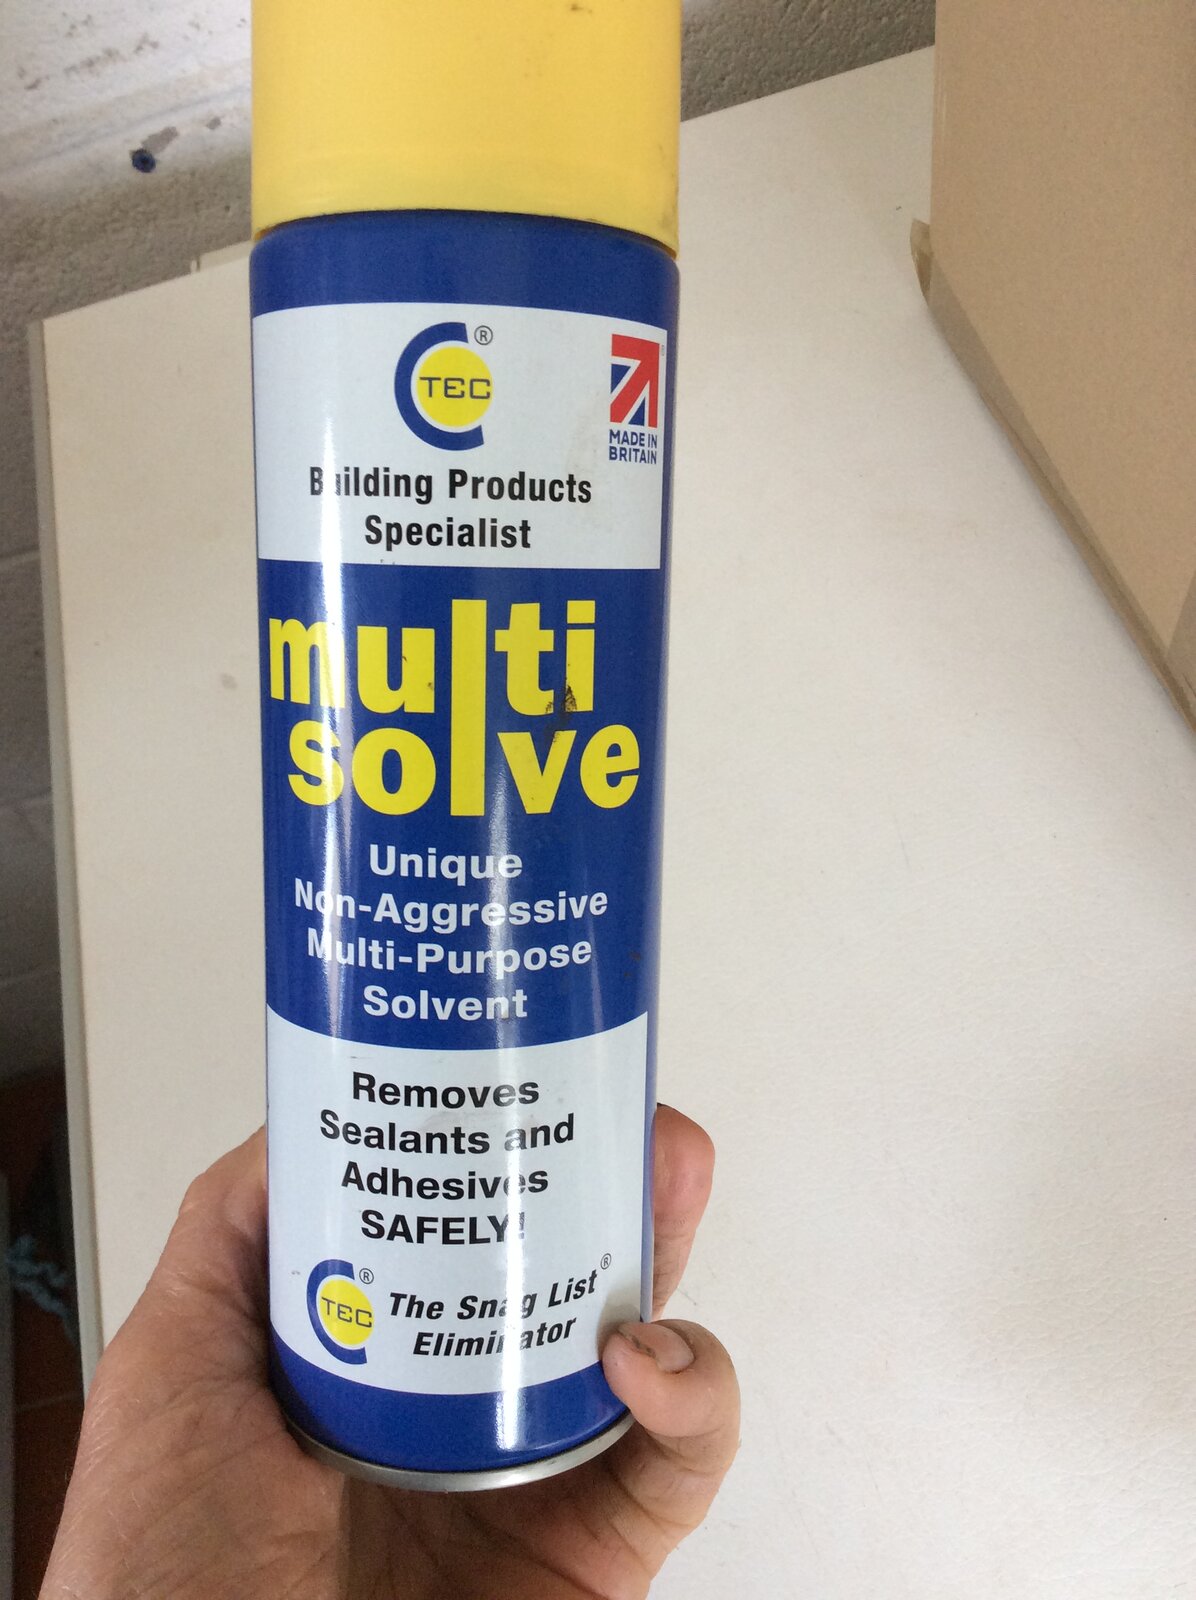 C®
TEC
MADE IN
BRITAIN
Building Products
Specialist
multi
solve
Unique
Non-Aggressive
Multi-Purpose
Solvent
Removes
Sealants and
Adhesives
SAFELY!
C®
TEC
The Snag List®
Eliminator